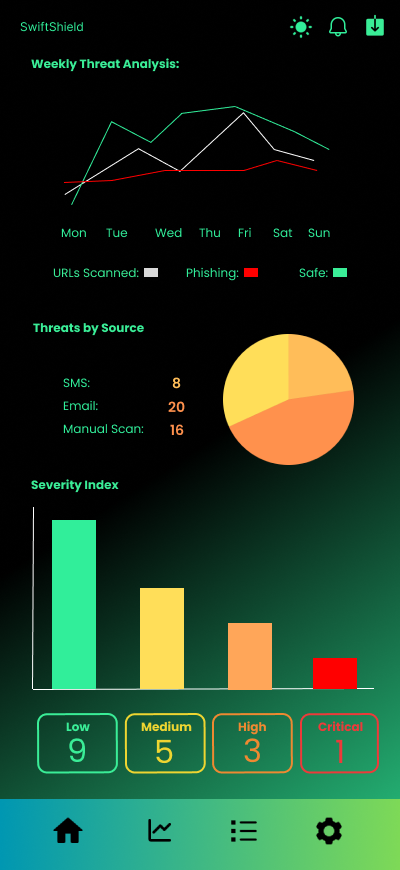 SwiftShield
Weekly Threat Analysis:
Mon Tue Wed Thu Fri Sat Sun
URLs Scanned: Phishing: Safe:
Threats by Source
SMS: 8
Email: 20
Manual Scan: 16
Severity Index
Low Medium High Critical
9 5 3 1